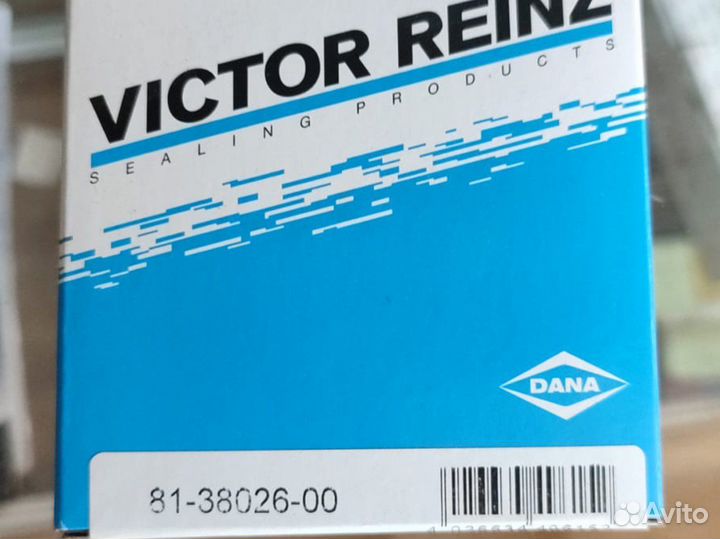 VICTOR REINZ
SEALING PRODUCTS
DANA
81-38026-00
Avito